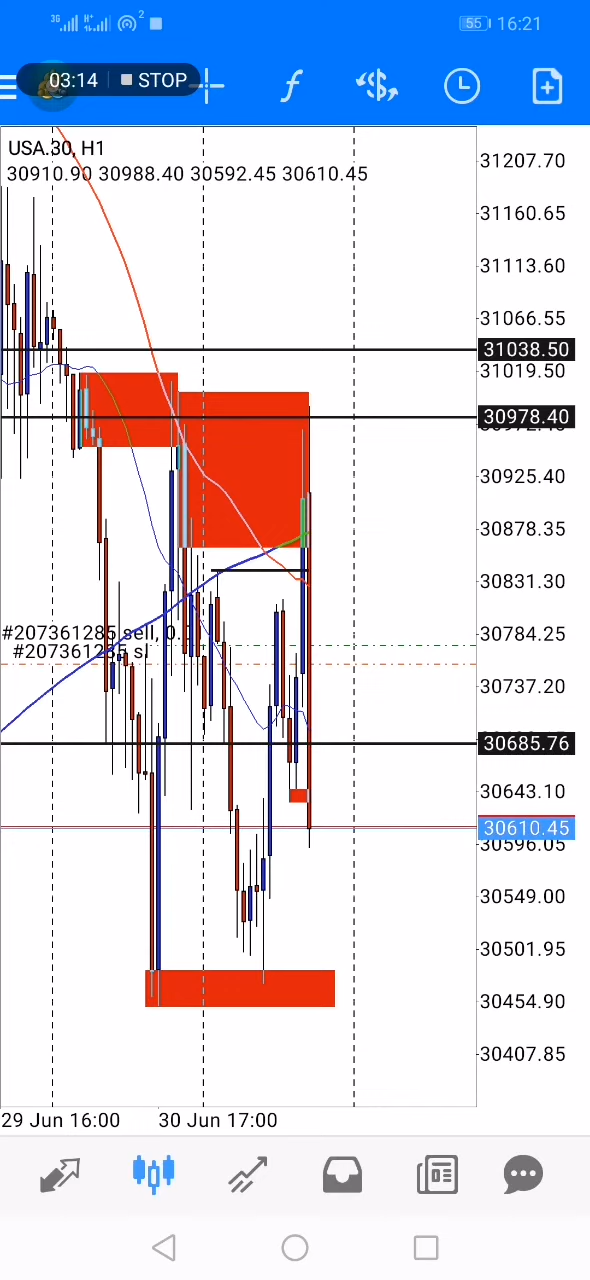 3G H+ 2 55 16:21
03:14 STOP
USA.30, H1
30910.90 30988.40 30592.45 30610.45
31207.70
31160.65
31113.60
31066.55
31038.50
31019.50
30978.40
30925.40
30878.35
30831.30
#207361285 sell, 0.
30784.25
#207361285 sl
30737.20
30685.76
30643.10
30610.45
30596.05
30549.00
30501.95
30454.90
30407.85
29 Jun 16:00 30 Jun 17:00